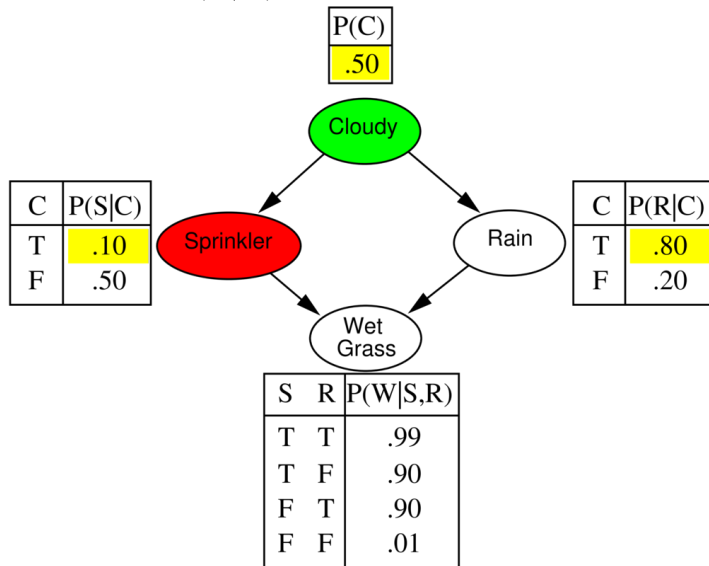 P(C)
.50
Cloudy
C P(S|C)
T .10
F .50
Sprinkler
Rain
C P(R|C)
T .80
F .20
Wet
Grass
S R P(W|S,R)
T T .99
T F .90
F T .90
F F .01